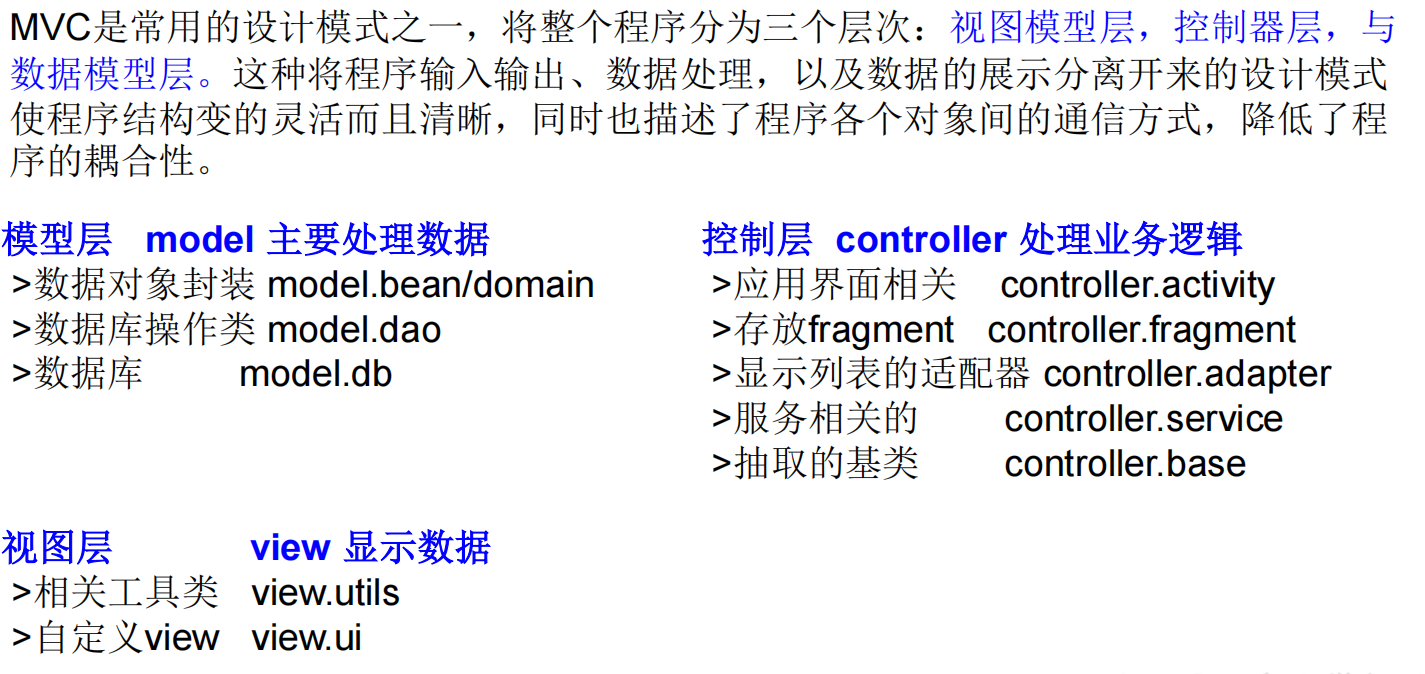 MVC是常用的设计模式之一，将整个程序分为三个层次：视图模型层，控制器层，与
数据模型层。这种将程序输入输出、数据处理，以及数据的展示分离开来的设计模式
使程序结构变的灵活而且清晰，同时也描述了程序各个对象间的通信方式，降低了程
序的耦合性。
模型层 model 主要处理数据
>数据对象封装 model.bean/domain
>数据库操作类 model.dao
>数据库 model.db
控制层 controller 处理业务逻辑
>应用界面相关 controller.activity
>存放fragment controller.fragment
>显示列表的适配器 controller.adapter
>服务相关的 controller.service
>抽取的基类 controller.base
视图层 view 显示数据
>相关工具类 view.utils
>自定义view view.ui